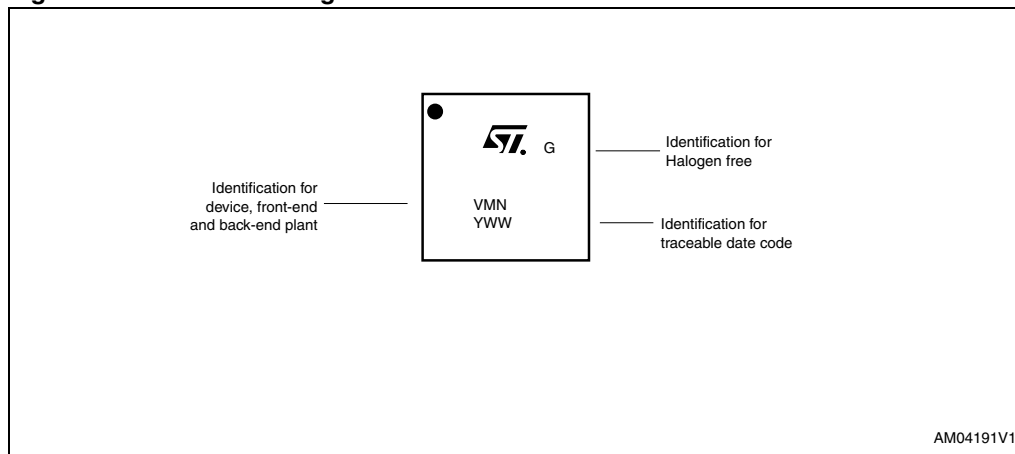 ST.
G
Identification for
Halogen free
Identification for
device, front-end
and back-end plant
VMN
YWW
Identification for
traceable date code
AM04191V1